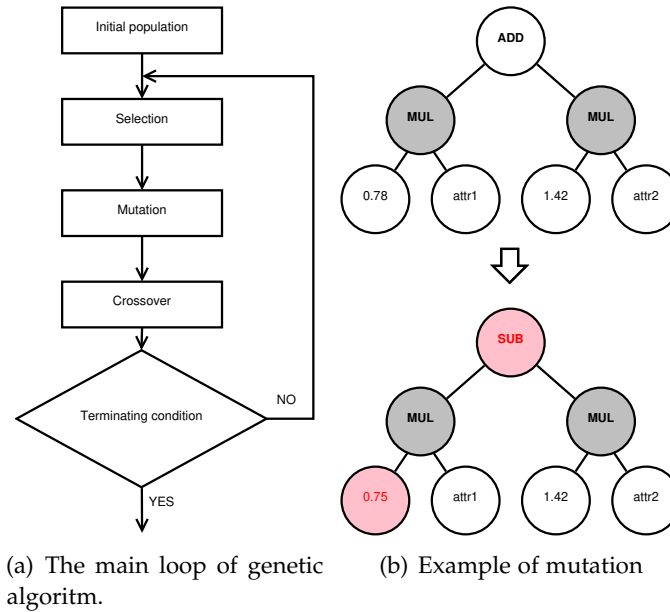 Initial population
Selection
Mutation
Crossover
Terminating condition
NO
YES
(a) The main loop of genetic
algoritm.
ADD
MUL
MUL
0.78
attr1
1.42
attr2
SUB
MUL
MUL
0.75
attr1
1.42
attr2
(b) Example of mutation